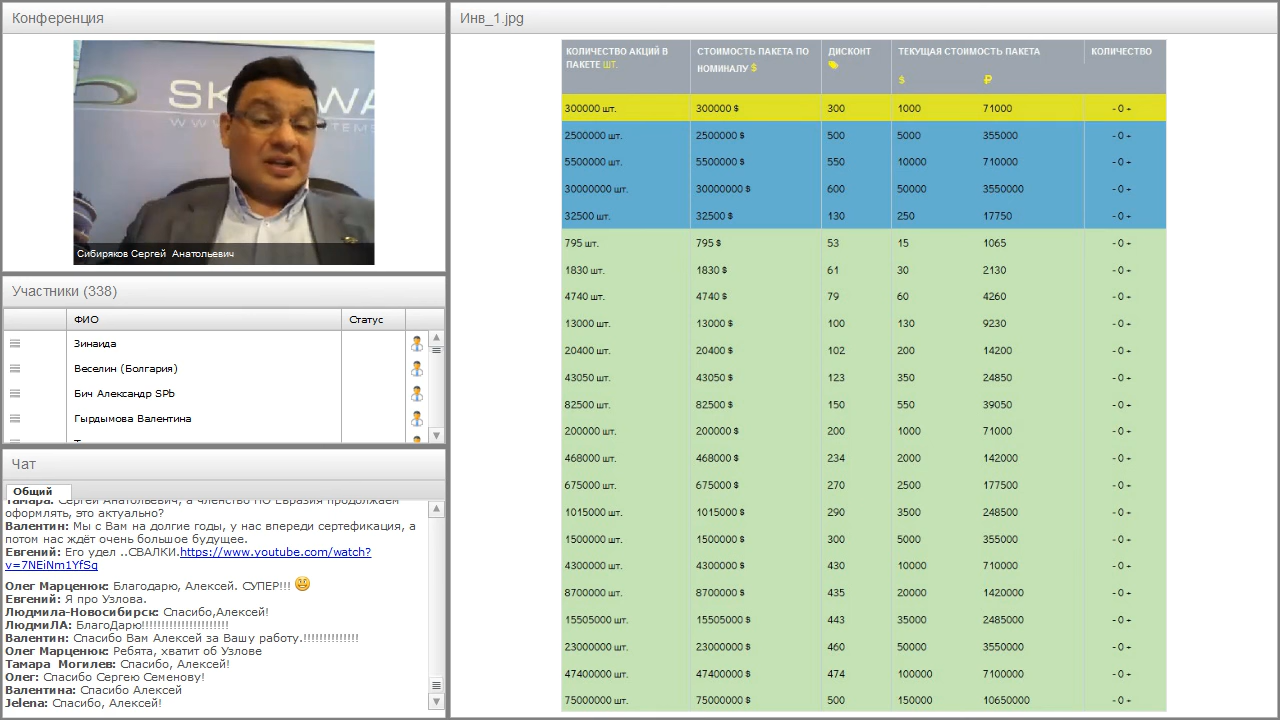 Конференция
SK
WA
WWW
STEMS
Сибиряков Сергей Анатольевич
Участники (338)
ФИО Статус
Зинаида
Веселин (Болгария)
Бич Александр SPb
Гырдымова Валентина
Чат
Общий
Тамара: Сергей Анатольевич, а членство ПО Евразия продолжаем
оформлять, это актуально?
Валентин: Мы с Вам на долгие годы, у нас впереди сертефикация, а
потом нас ждёт очень большое будущее.
Евгений: Его удел ..СВАЛКИ.https://www.youtube.com/watch?
v=7NEiNm1YfSg
Олег Марценюк: Благодарю, Алексей. СУПЕР!!!
Евгений: Я про Узлова.
Людмила-Новосибирск: Спасибо,Алексей!
ЛюдмиЛА: БлагоДарю!!!!!!!!!!!!!!!!!!!!!!
Валентин: Спасибо Вам Алексей за Вашу работу.!!!!!!!!!!!!!!
Олег Марценюк: Ребята, хватит об Узлове
Тамара Могилев: Спасибо, Алексей!
Олег: Спасибо Сергею Семенову!
Валентина: Спасибо Алексей
Jelena: Спасибо, Алексей!
Инв_1.jpg
КОЛИЧЕСТВО АКЦИЙ В СТОИМОСТЬ ПАКЕТА ПО ДИСКОНТ ТЕКУЩАЯ СТОИМОСТЬ ПАКЕТА КОЛИЧЕСТВО
ПАКЕТЕ ШТ. НОМИНАЛУ $
$ ₽
300000 шт. 300000 $ 300 1000 71000 - 0 +
2500000 шт. 2500000 $ 500 5000 355000 - 0 +
5500000 шт. 5500000 $ 550 10000 710000 - 0 +
30000000 шт. 30000000 $ 600 50000 3550000 - 0 +
32500 шт. 32500 $ 130 250 17750 - 0 +
795 шт. 795 $ 53 15 1065 - 0 +
1830 шт. 1830 $ 61 30 2130 - 0 +
4740 шт. 4740 $ 79 60 4260 - 0 +
13000 шт. 13000 $ 100 130 9230 - 0 +
20400 шт. 20400 $ 102 200 14200 - 0 +
43050 шт. 43050 $ 123 350 24850 - 0 +
82500 шт. 82500 $ 150 550 39050 - 0 +
200000 шт. 200000 $ 200 1000 71000 - 0 +
468000 шт. 468000 $ 234 2000 142000 - 0 +
675000 шт. 675000 $ 270 2500 177500 - 0 +
1015000 шт. 1015000 $ 290 3500 248500 - 0 +
1500000 шт. 1500000 $ 300 5000 355000 - 0 +
4300000 шт. 4300000 $ 430 10000 710000 - 0 +
8700000 шт. 8700000 $ 435 20000 1420000 - 0 +
15505000 шт. 15505000 $ 443 35000 2485000 - 0 +
23000000 шт. 23000000 $ 460 50000 3550000 - 0 +
47400000 шт. 47400000 $ 474 100000 7100000 - 0 +
75000000 шт. 75000000 $ 500 150000 10650000 - 0 +